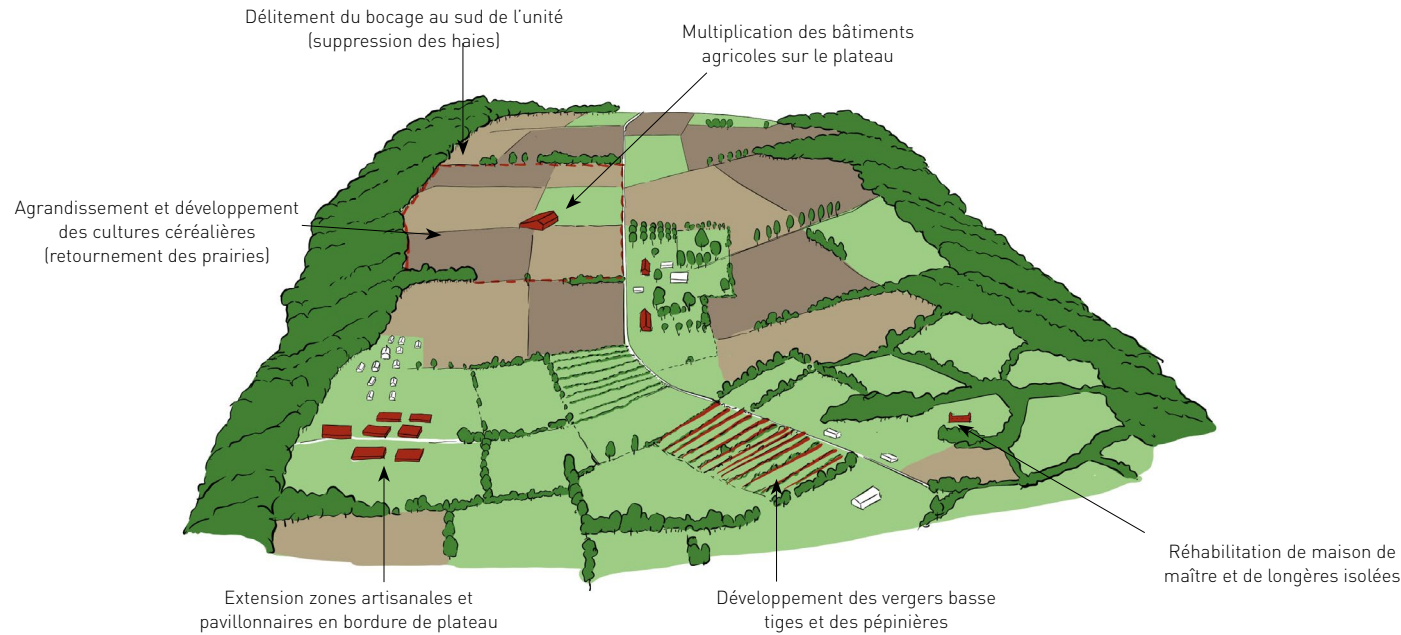 Délitement du bocage au sud de l'unité
(suppression des haies)
Multiplication des bâtiments
agricoles sur le plateau
Agrandissement et développement
des cultures céréalières
(retournement des prairies)
Réhabilitation de maison de
maître et de longères isolées
Extension zones artisanales et
pavillonnaires en bordure de plateau
Développement des vergers basse
tiges et des pépinières